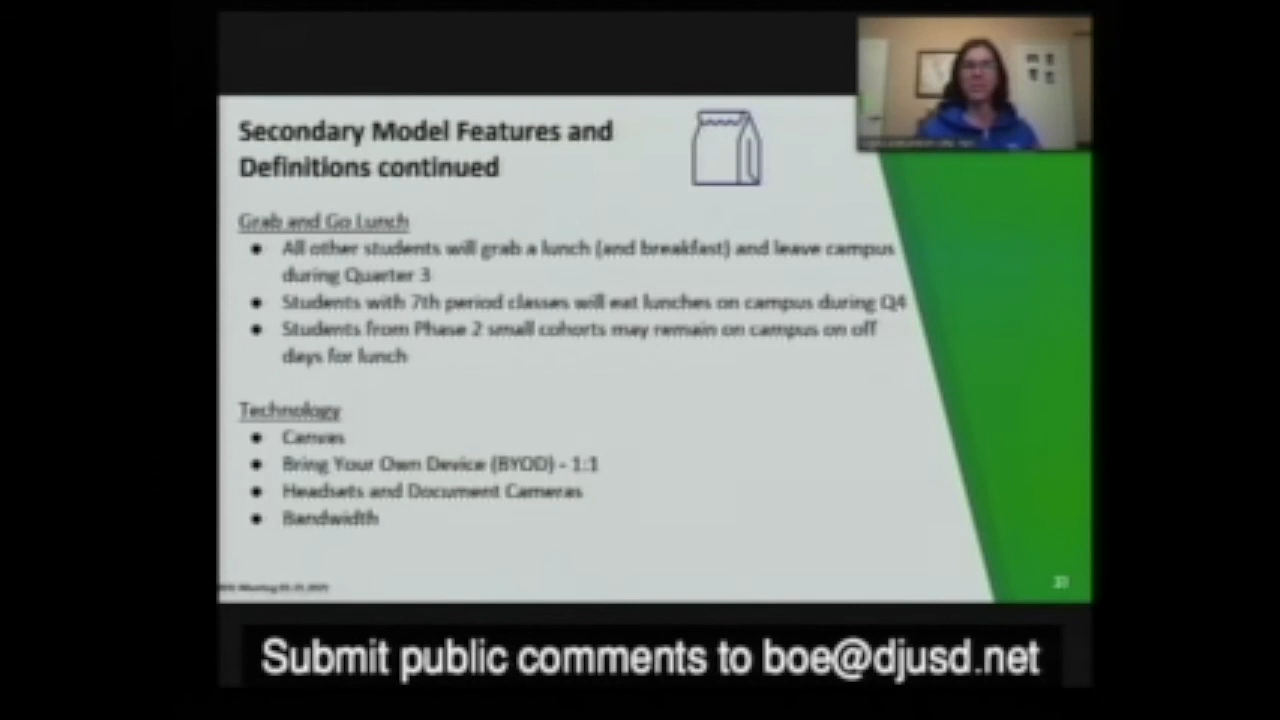 Secondary Model Features and
Definitions continued
Grab and Go Lunch
● All other students will grab a lunch (and breakfast) and leave campus
during Quarter 3
● Students with 7th period classes will eat lunches on campus during Q4
● Students from Phase 2 small cohorts may remain on campus on off
days for lunch
Technology
● Canvas
● Bring Your Own Device (BYOD) - 1:1
● Headsets and Document Cameras
● Bandwidth
Submit public comments to boe@djusd.net